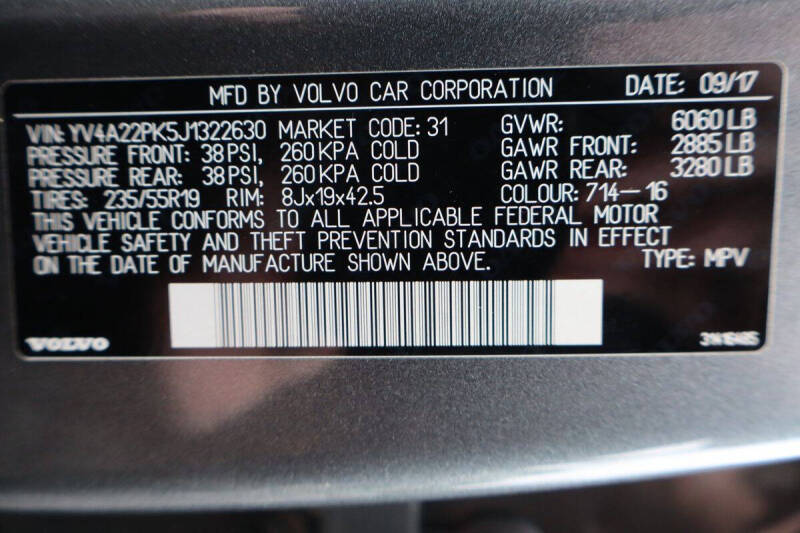 MFD BY VOLVO CAR CORPORATION DATE: 09/17
VIN: YV4A22PK5J1322630 MARKET CODE: 31 GVWR: 6060 LB
PRESSURE FRONT: 38 PSI, 260 KPA COLD GAWR FRONT: 2885 LB
PRESSURE REAR: 38 PSI, 260 KPA COLD GAWR REAR: 3280 LB
TIRES: 235/55R19 RIM: 8Jx19x42.5 COLOUR: 714-16
THIS VEHICLE CONFORMS TO ALL APPLICABLE FEDERAL MOTOR
VEHICLE SAFETY AND THEFT PREVENTION STANDARDS IN EFFECT
ON THE DATE OF MANUFACTURE SHOWN ABOVE. TYPE: MPV
VOLVO